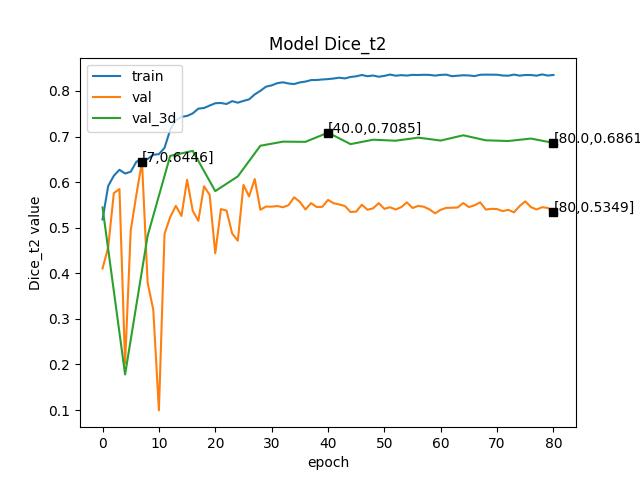 Model Dice_t2
train
val
val_3d
[7,0.6446]
[40.0,0.7085]
[80.0,0.6861
[80,0.5349]
0.8
0.7
0.6
0.5
0.4
0.3
0.2
0.1
Dice_t2 value
0 10 20 30 40 50 60 70 80
epoch